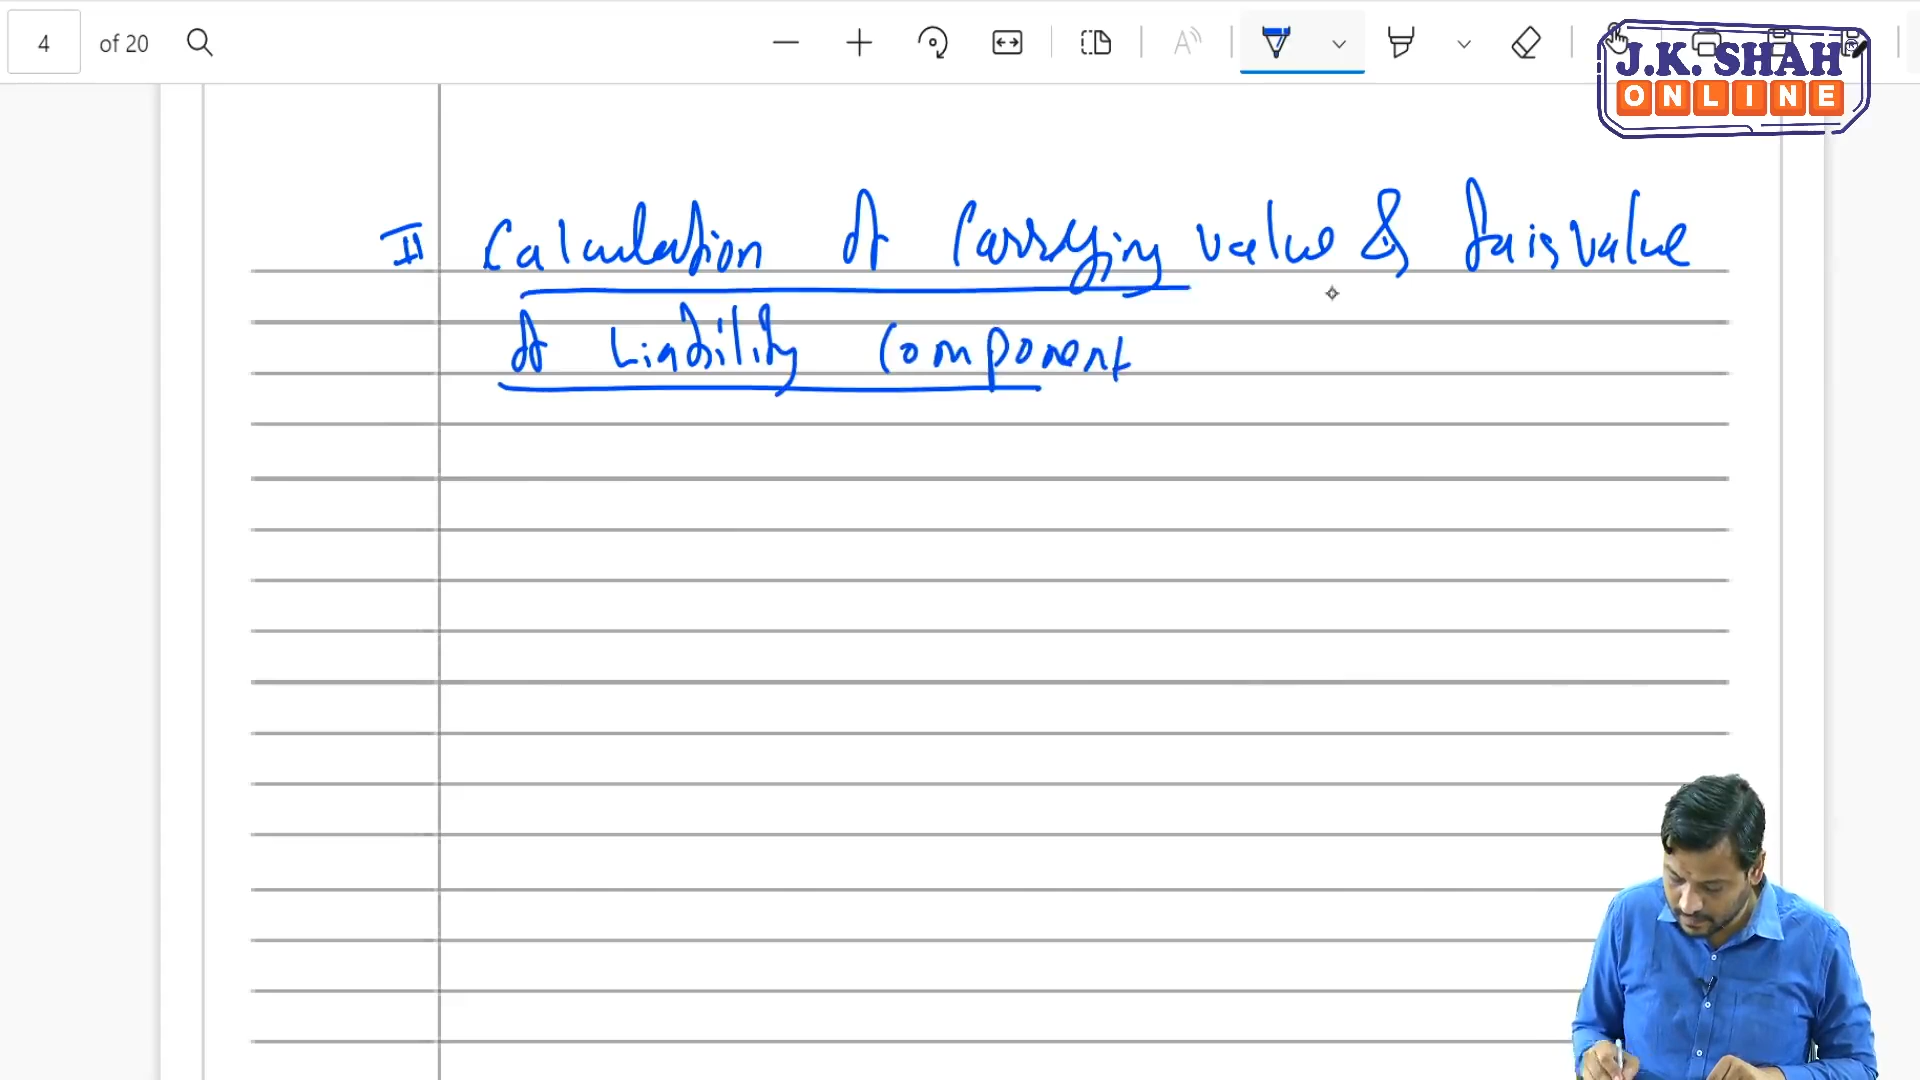 4 of 20
J.K. SHAH
ONLINE
II Calculation of Carrying value & fair value
of Liability Component